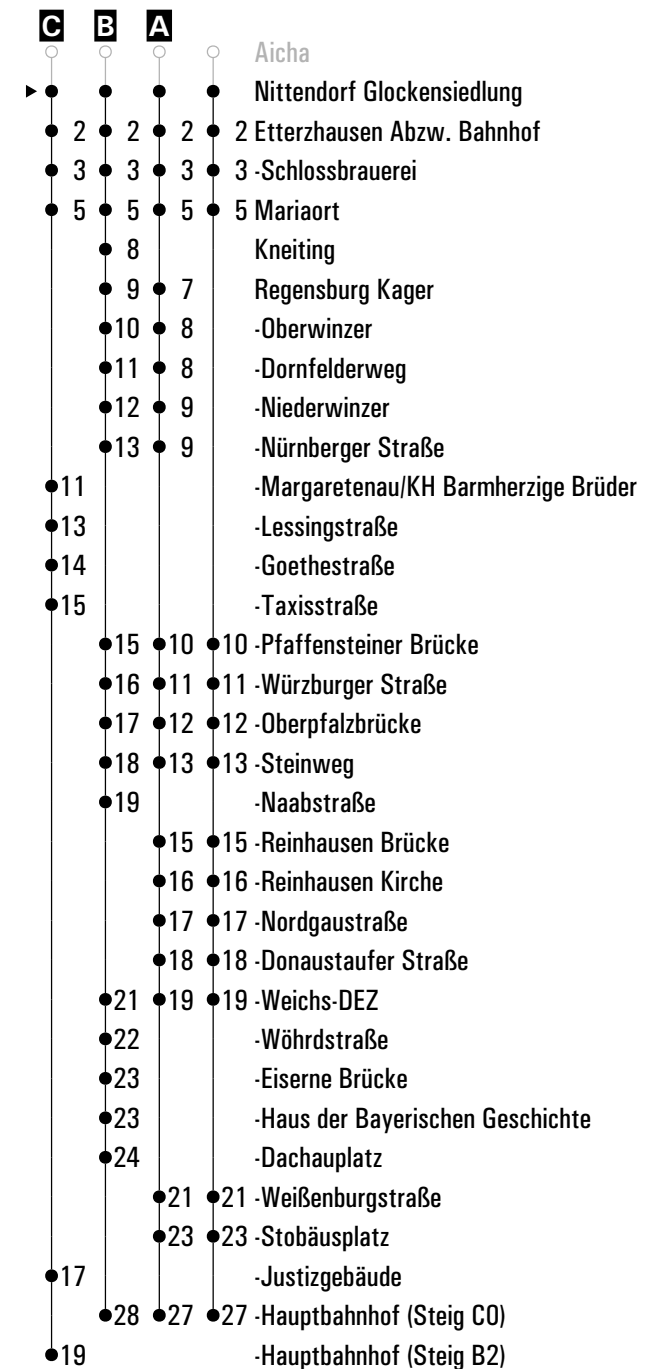 C B A
Aicha
Nittendorf Glockensiedlung
2 2 2 2 Etterzhausen Abzw. Bahnhof
3 3 3 3 -Schlossbrauerei
5 5 5 5 Mariaort
8 Kneiting
9 7 Regensburg Kager
10 8 -Oberwinzer
11 8 -Dornfelderweg
12 9 -Niederwinzer
13 9 -Nürnberger Straße
11 -Margaretenau/KH Barmherzige Brüder
13 -Lessingstraße
14 -Goethestraße
15 -Taxisstraße
15 10 10 -Pfaffensteiner Brücke
16 11 11 -Würzburger Straße
17 12 12 -Oberpfalzbrücke
18 13 13 -Steinweg
19 -Naabstraße
15 15 -Reinhausen Brücke
16 16 -Reinhausen Kirche
17 17 -Nordgaustraße
18 18 -Donaustaufer Straße
21 19 19 -Weichs-DEZ
22 -Wöhrdstraße
23 -Eiserne Brücke
23 -Haus der Bayerischen Geschichte
24 -Dachauplatz
21 21 -Weißenburgstraße
23 23 -Stobäusplatz
17 -Justizgebäude
28 27 27 -Hauptbahnhof (Steig C0)
19 -Hauptbahnhof (Steig B2)